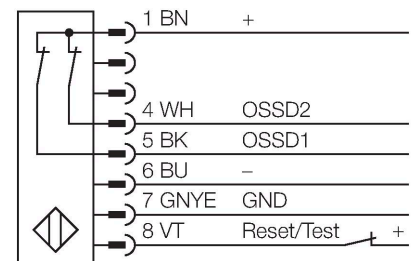 1 BN +
4 WH OSSD2
5 BK OSSD1
6 BU –
7 GNYE GND
8 VT Reset/Test +